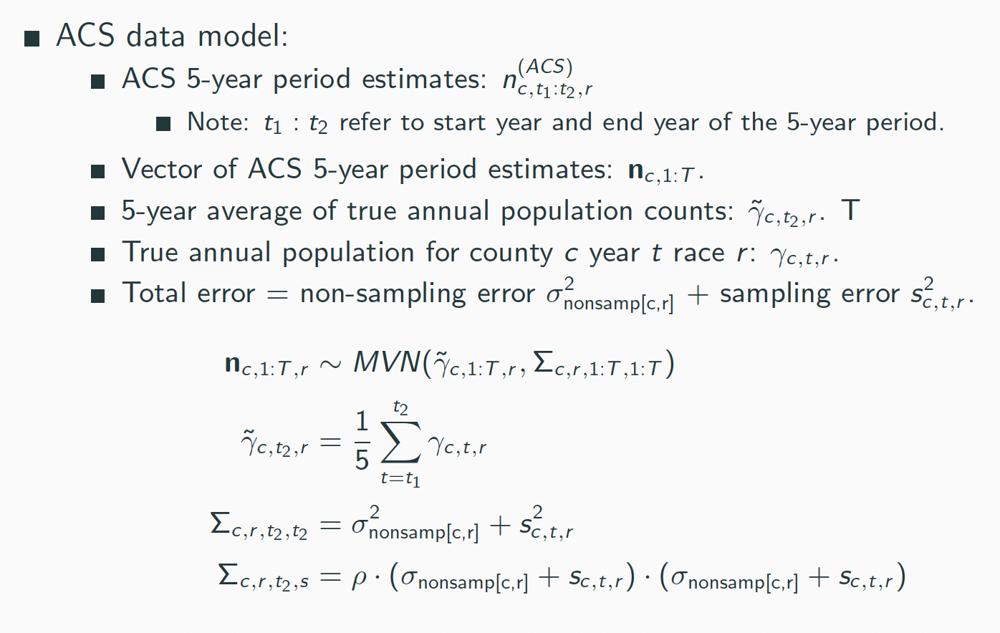 ■ ACS data model:
■ ACS 5-year period estimates: $n^{(ACS)}_{c,t_1:t_2,r}$
■ Note: $t_1 : t_2$ refer to start year and end year of the 5-year period.
■ Vector of ACS 5-year period estimates: $\mathbf{n}_{c,1:T}$.
■ 5-year average of true annual population counts: $\tilde{\gamma}_{c,t_2,r}$. T
■ True annual population for county $c$ year $t$ race $r$: $\gamma_{c,t,r}$.
■ Total error = non-sampling error $\sigma^2_{\text{nonsamp[c,r]}}$ + sampling error $s^2_{c,t,r}$.
$\mathbf{n}_{c,1:T,r} \sim MVN(\tilde{\gamma}_{c,1:T,r}, \Sigma_{c,r,1:T,1:T})$
$\tilde{\gamma}_{c,t_2,r} = \frac{1}{5} \sum_{t=t_1}^{t_2} \gamma_{c,t,r}$
$\Sigma_{c,r,t_2,t_2} = \sigma^2_{\text{nonsamp[c,r]}} + s^2_{c,t,r}$
$\Sigma_{c,r,t_2,s} = \rho \cdot (\sigma_{\text{nonsamp[c,r]}} + s_{c,t,r}) \cdot (\sigma_{\text{nonsamp[c,r]}} + s_{c,t,r})$